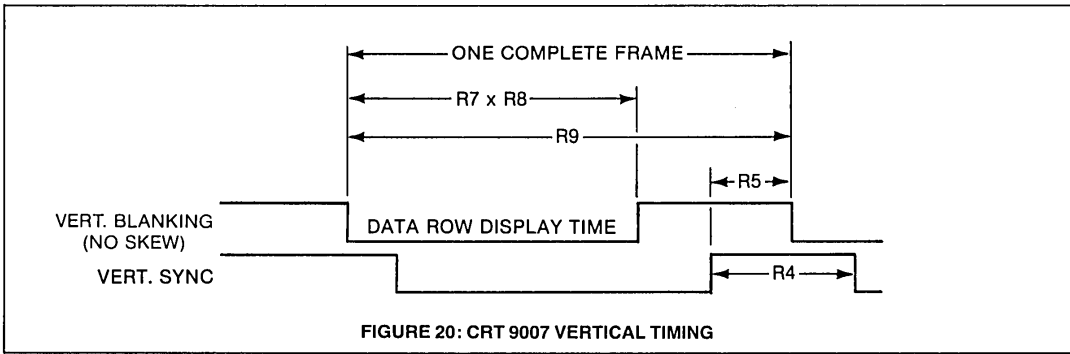 ONE COMPLETE FRAME
R7 x R8
R9
R5
VERT. BLANKING
(NO SKEW)
DATA ROW DISPLAY TIME
VERT. SYNC
R4
FIGURE 20: CRT 9007 VERTICAL TIMING